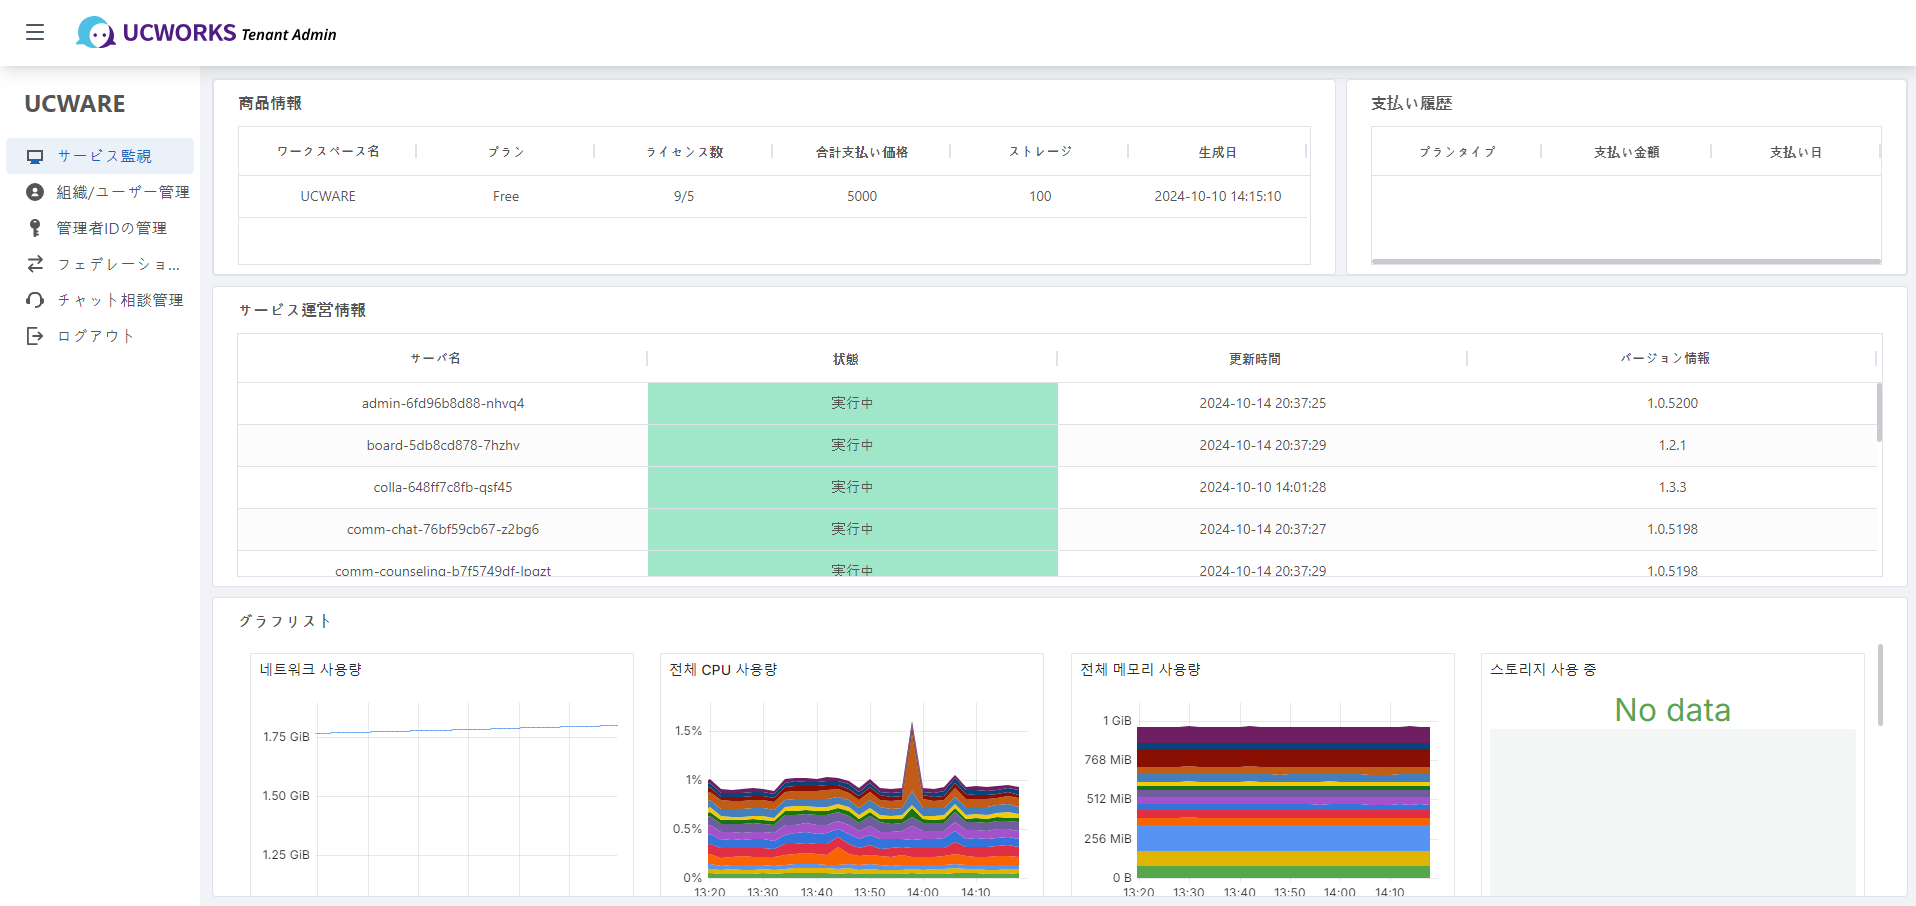 UCWORKS Tenant Admin
UCWARE
サービス監視
組織/ユーザー管理
管理者IDの管理
フェデレーショ...
チャット相談管理
ログアウト
商品情報
ワークスペース名 プラン ライセンス数 合計支払い価格 ストレージ 生成日
UCWARE Free 9/5 5000 100 2024-10-10 14:15:10
支払い履歴
プランタイプ 支払い金額 支払い日
サービス運営情報
サーバ名 状態 更新時間 バージョン情報
admin-6fd96b8d88-nhvq4 実行中 2024-10-14 20:37:25 1.0.5200
board-5db8cd878-7hzhv 実行中 2024-10-14 20:37:29 1.2.1
colla-648ff7c8fb-qsf45 実行中 2024-10-10 14:01:28 1.3.3
comm-chat-76bf59cb67-z2bg6 実行中 2024-10-14 20:37:27 1.0.5198
comm-counseling-b7f5749df-lpqzt 実行中 2024-10-14 20:37:29 1.0.5198
グラフリスト
네트워크 사용량
1.75 GiB
1.50 GiB
1.25 GiB
전체 CPU 사용량
1.5%
1%
0.5%
0%
13:20 13:30 13:40 13:50 14:00 14:10
전체 메모리 사용량
1 GiB
768 MiB
512 MiB
256 MiB
0 B
13:20 13:30 13:40 13:50 14:00 14:10
스토리지 사용 중
No data